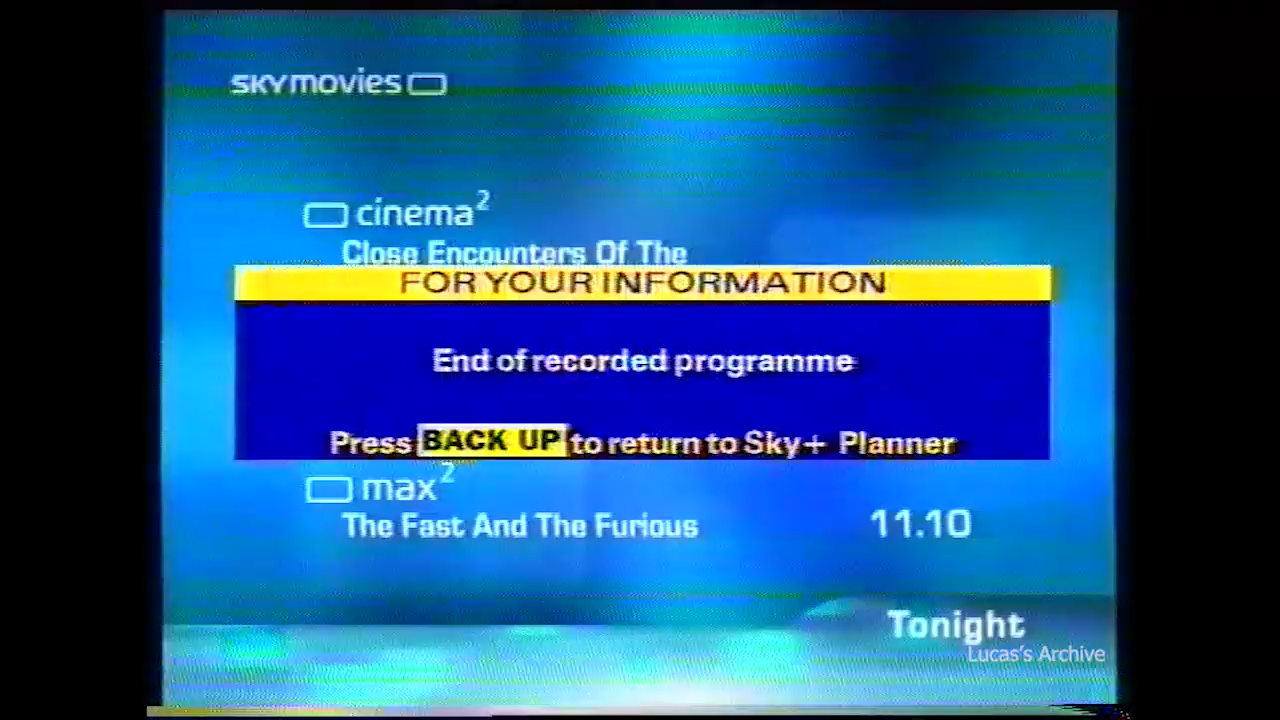 SKYmovies
cinema²
Close Encounters Of The
FOR YOUR INFORMATION
End of recorded programme
Press BACK UP to return to Sky+ Planner
max²
The Fast And The Furious 11.10
Tonight
Lucas's Archive